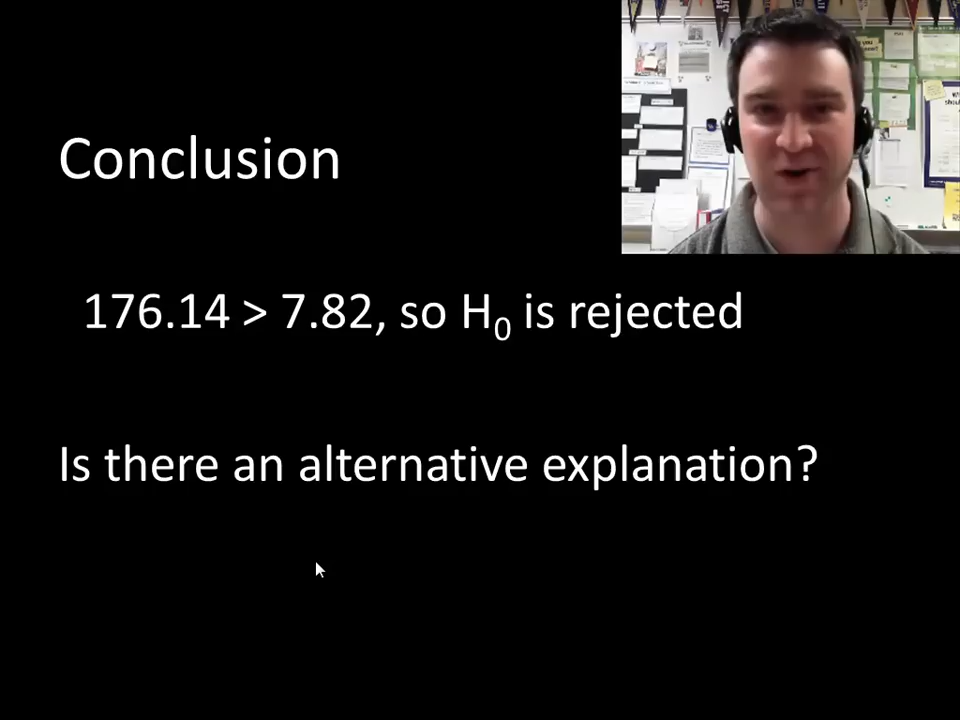 Conclusion
176.14 > 7.82, so H₀ is rejected
Is there an alternative explanation?